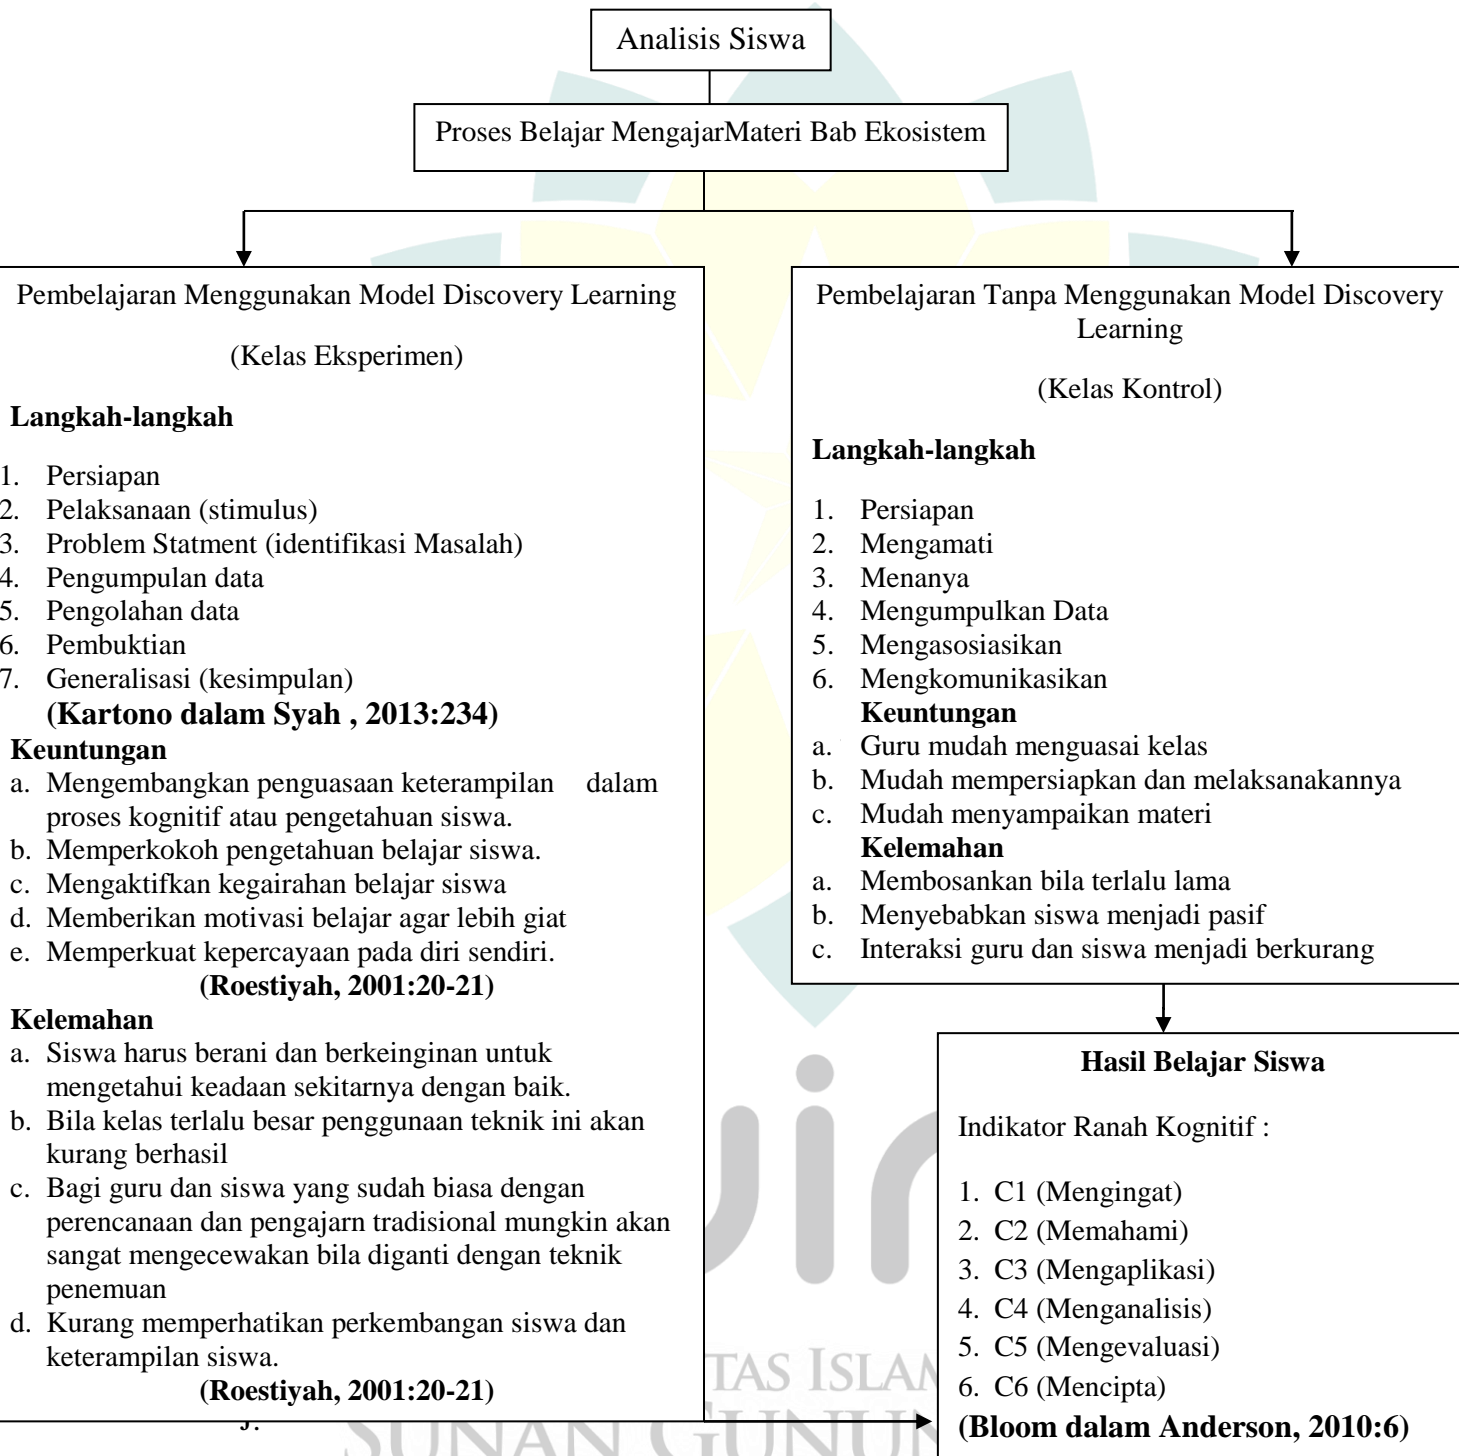 Analisis Siswa
Proses Belajar MengajarMateri Bab Ekosistem
Pembelajaran Menggunakan Model Discovery Learning
(Kelas Eksperimen)
Langkah-langkah
1. Persiapan
2. Pelaksanaan (stimulus)
3. Problem Statment (identifikasi Masalah)
4. Pengumpulan data
5. Pengolahan data
6. Pembuktian
7. Generalisasi (kesimpulan)
(Kartono dalam Syah , 2013:234)
Keuntungan
a. Mengembangkan penguasaan keterampilan dalam
proses kognitif atau pengetahuan siswa.
b. Memperkokoh pengetahuan belajar siswa.
c. Mengaktifkan kegairahan belajar siswa
d. Memberikan motivasi belajar agar lebih giat
e. Memperkuat kepercayaan pada diri sendiri.
(Roestiyah, 2001:20-21)
Kelemahan
a. Siswa harus berani dan berkeinginan untuk
mengetahui keadaan sekitarnya dengan baik.
b. Bila kelas terlalu besar penggunaan teknik ini akan
kurang berhasil
c. Bagi guru dan siswa yang sudah biasa dengan
perencanaan dan pengajarn tradisional mungkin akan
sangat mengecewakan bila diganti dengan teknik
penemuan
d. Kurang memperhatikan perkembangan siswa dan
keterampilan siswa.
(Roestiyah, 2001:20-21)
Pembelajaran Tanpa Menggunakan Model Discovery
Learning
(Kelas Kontrol)
Langkah-langkah
1. Persiapan
2. Mengamati
3. Menanya
4. Mengumpulkan Data
5. Mengasosiasikan
6. Mengkomunikasikan
Keuntungan
a. Guru mudah menguasai kelas
b. Mudah mempersiapkan dan melaksanakannya
c. Mudah menyampaikan materi
Kelemahan
a. Membosankan bila terlalu lama
b. Menyebabkan siswa menjadi pasif
c. Interaksi guru dan siswa menjadi berkurang
Hasil Belajar Siswa
Indikator Ranah Kognitif :
1. C1 (Mengingat)
2. C2 (Memahami)
3. C3 (Mengaplikasi)
4. C4 (Menganalisis)
5. C5 (Mengevaluasi)
6. C6 (Mencipta)
(Bloom dalam Anderson, 2010:6)